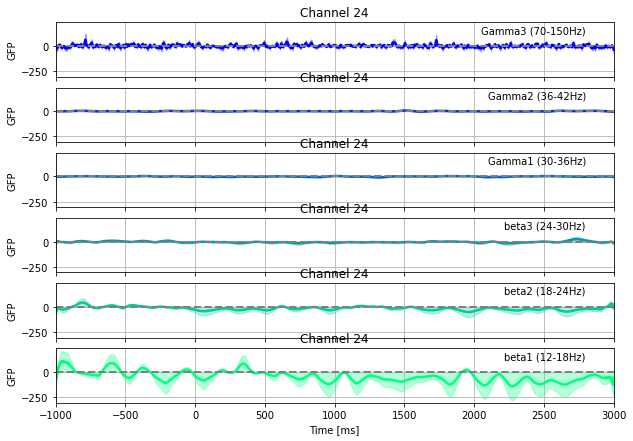 Channel 24
Gamma3 (70-150Hz)
GFP
0
−250
Channel 24
Gamma2 (36-42Hz)
GFP
0
−250
Channel 24
Gamma1 (30-36Hz)
GFP
0
−250
Channel 24
beta3 (24-30Hz)
GFP
0
−250
Channel 24
beta2 (18-24Hz)
GFP
0
−250
Channel 24
beta1 (12-18Hz)
GFP
0
−250
−1000 −500 0 500 1000 1500 2000 2500 3000
Time [ms]